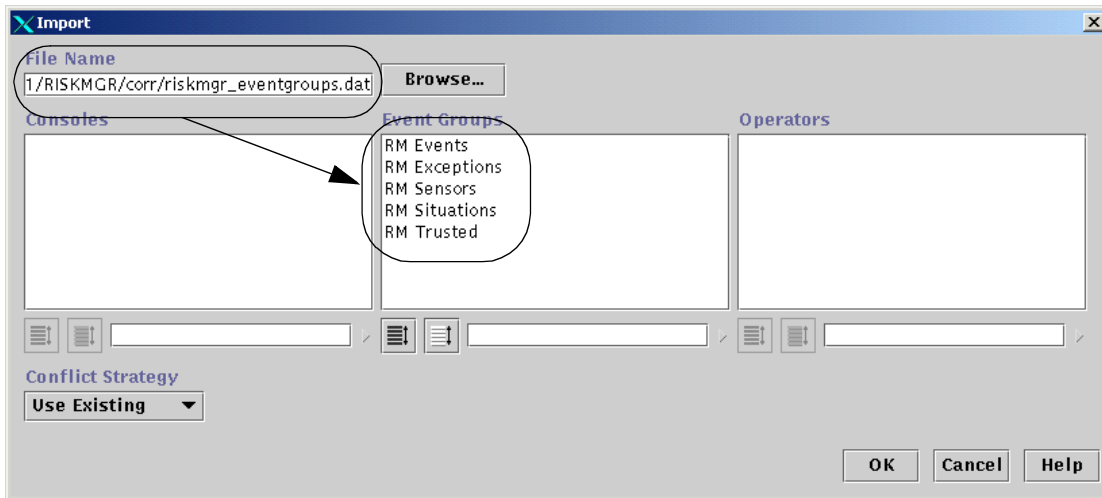 Import
File Name
1/RISKMGR/corr/riskmgr_eventgroups.dat
Browse...
Consoles
Event Groups
Operators
RM Events
RM Exceptions
RM Sensors
RM Situations
RM Trusted
Conflict Strategy
Use Existing
OK
Cancel
Help